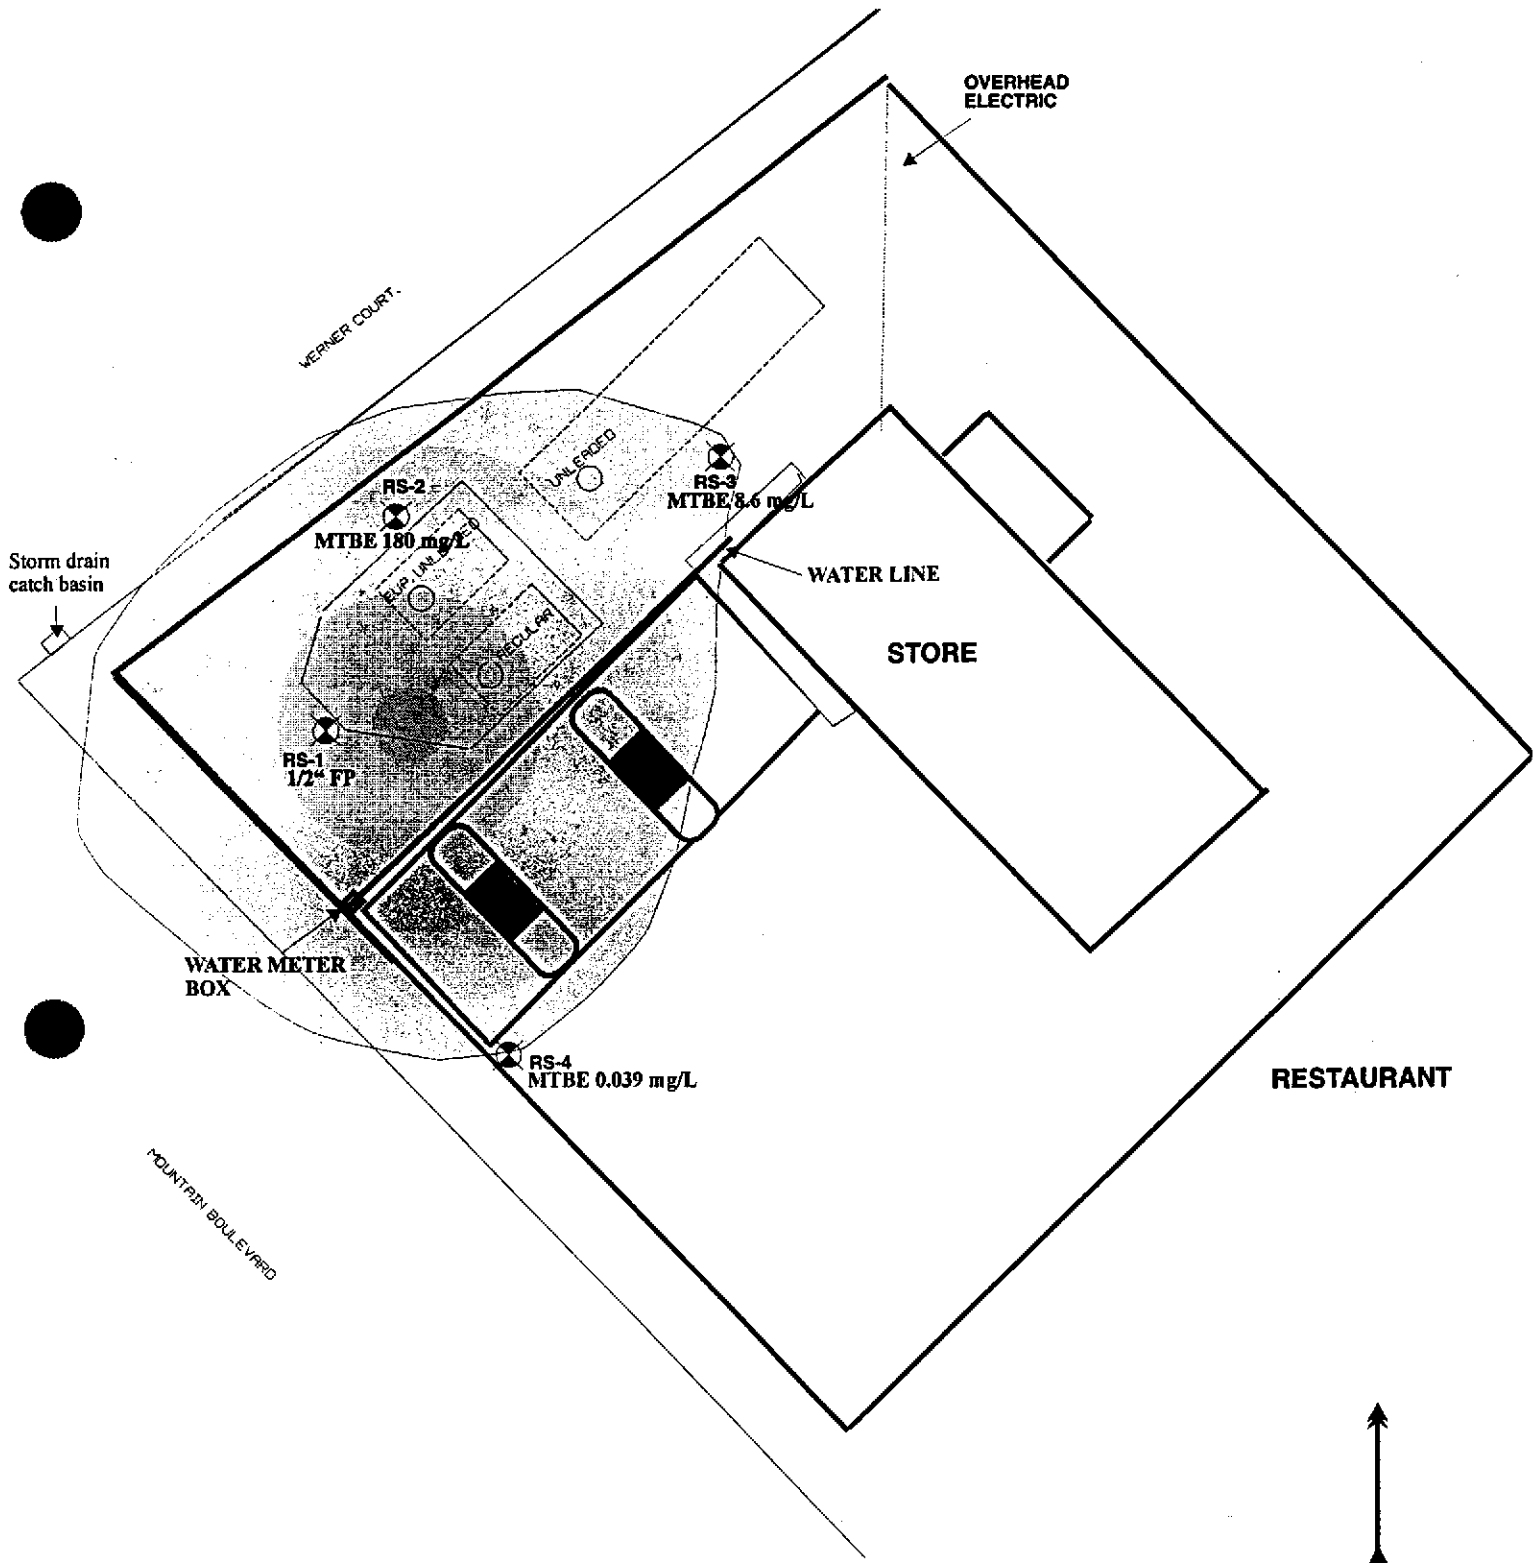 OVERHEAD
ELECTRIC
WERNER COURT.
UNLEADED
RS-2
RS-3
MTBE 8.6 mg/L
MTBE 180 mg/L
Storm drain
catch basin
WATER LINE
REGULAR
STORE
RS-1
1/2“ FP
WATER METER
BOX
RS-4
MTBE 0.039 mg/L
RESTAURANT
MOUNTAIN BOULEVARD